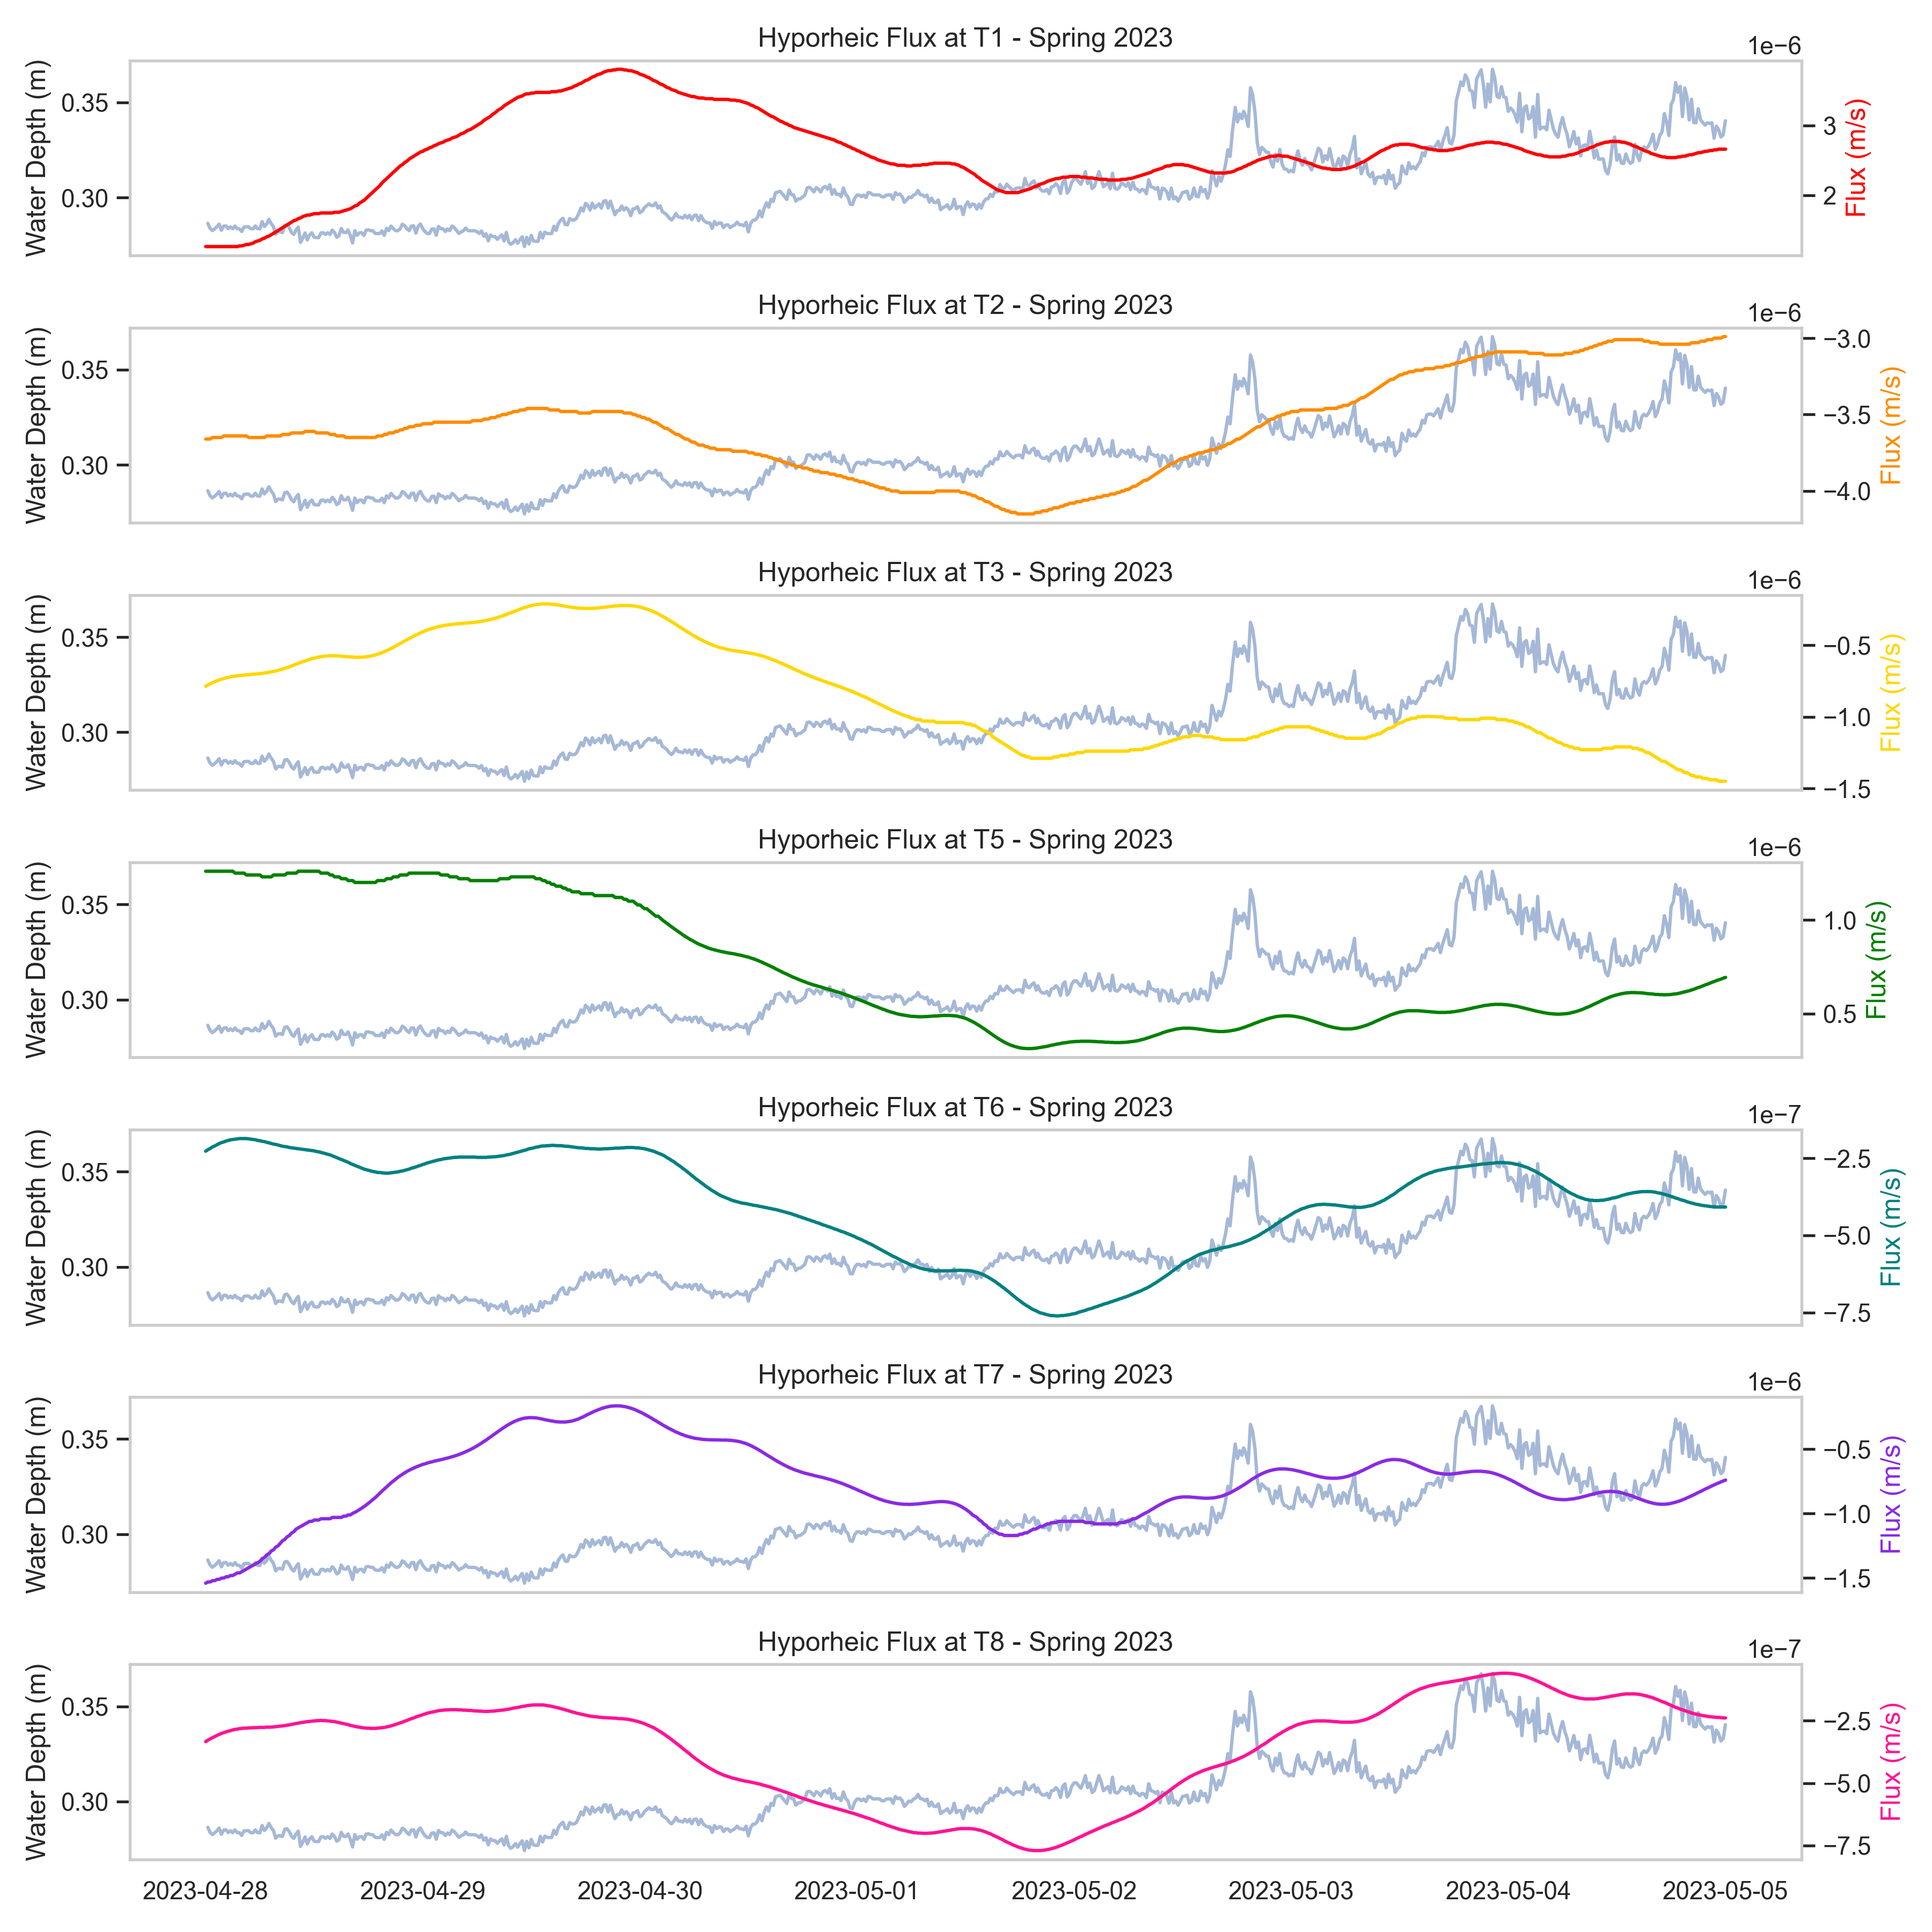 Hyporheic Flux at T1 - Spring 2023
1e−6
Water Depth (m)
0.35
0.30
3
2
Flux (m/s)
Hyporheic Flux at T2 - Spring 2023
1e−6
Water Depth (m)
0.35
0.30
−3.0
−3.5
−4.0
Flux (m/s)
Hyporheic Flux at T3 - Spring 2023
1e−6
Water Depth (m)
0.35
0.30
−0.5
−1.0
−1.5
Flux (m/s)
Hyporheic Flux at T5 - Spring 2023
1e−6
Water Depth (m)
0.35
0.30
1.0
0.5
Flux (m/s)
Hyporheic Flux at T6 - Spring 2023
1e−7
Water Depth (m)
0.35
0.30
−2.5
−5.0
−7.5
Flux (m/s)
Hyporheic Flux at T7 - Spring 2023
1e−6
Water Depth (m)
0.35
0.30
−0.5
−1.0
−1.5
Flux (m/s)
Hyporheic Flux at T8 - Spring 2023
1e−7
Water Depth (m)
0.35
0.30
−2.5
−5.0
−7.5
Flux (m/s)
2023-04-28 2023-04-29 2023-04-30 2023-05-01 2023-05-02 2023-05-03 2023-05-04 2023-05-05